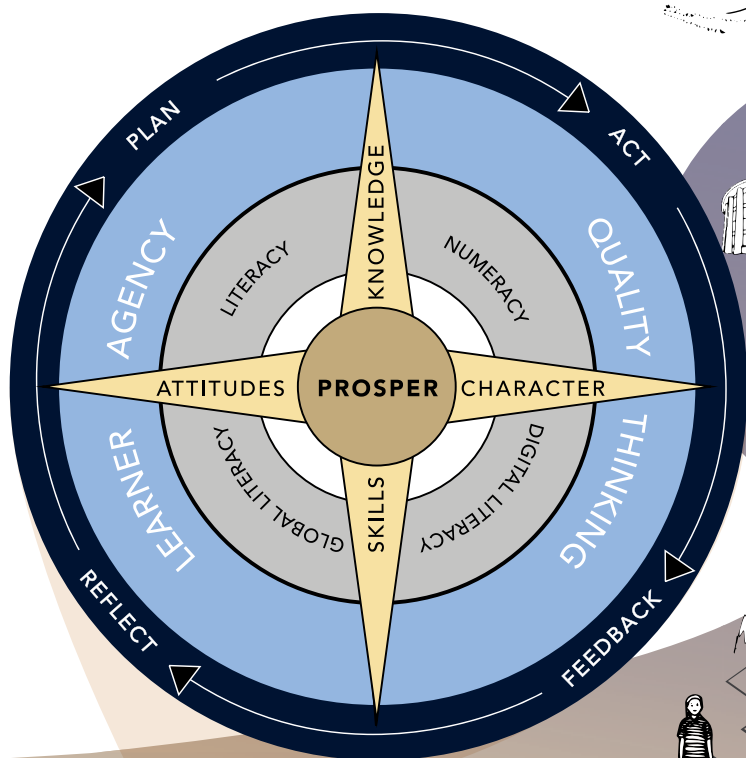 PLAN
ACT
FEEDBACK
REFLECT
LEARNER AGENCY
QUALITY THINKING
LITERACY
NUMERACY
DIGITAL LITERACY
GLOBAL LITERACY
KNOWLEDGE
ATTITUDES
PROSPER
CHARACTER
SKILLS